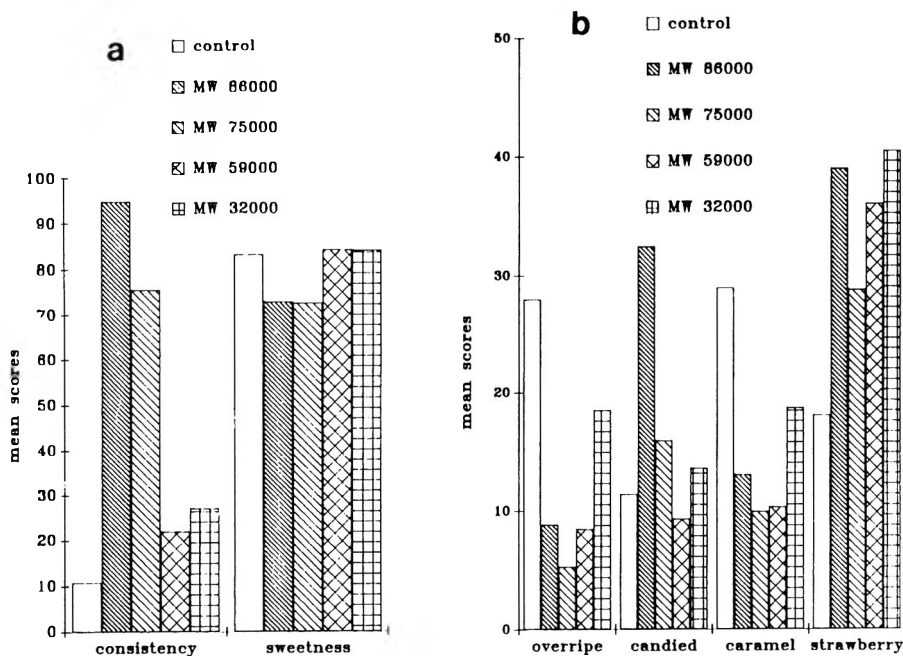 a
control
MW 86000
MW 75000
MW 59000
MW 32000
100
90
80
70
60
50
40
30
20
10
0
mean scores
consistency
sweetness
b
control
MW 86000
MW 75000
MW 59000
MW 32000
50
40
30
20
10
0
mean scores
overripe
candied
caramel
strawberry